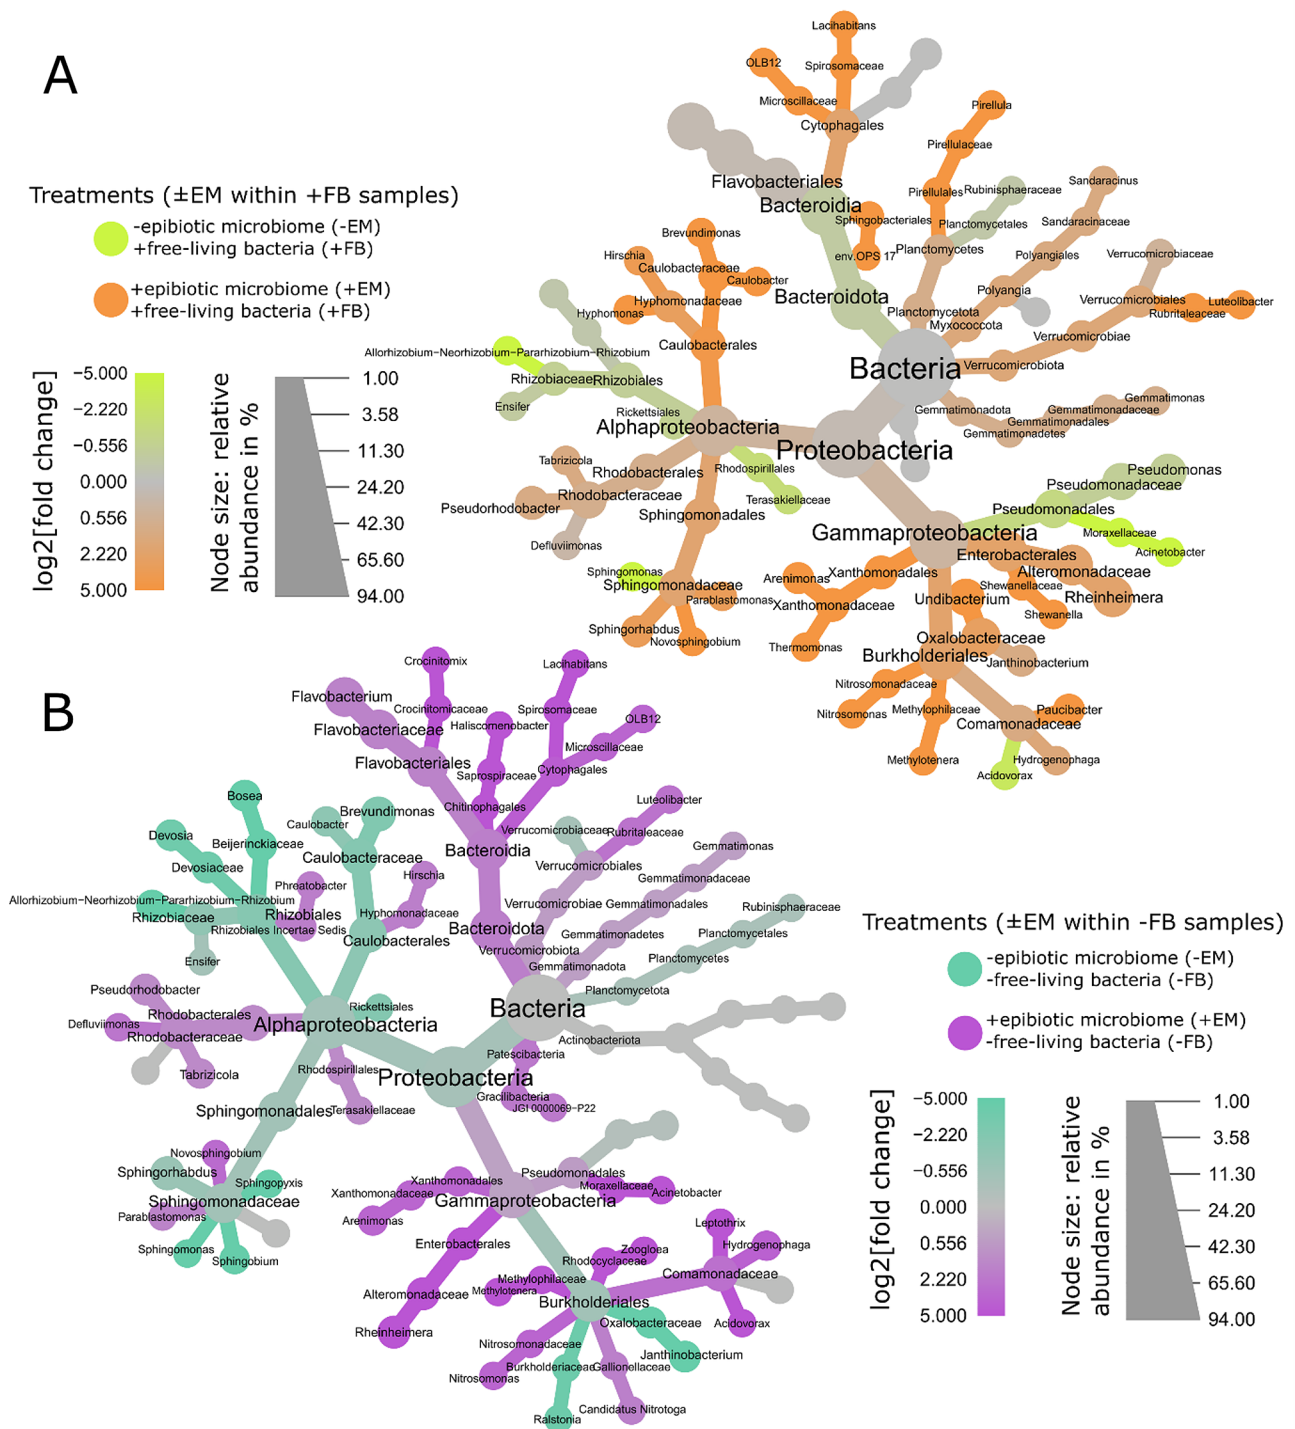 A
Treatments (±EM within +FB samples)
-epibiotic microbiome (-EM)
+free-living bacteria (+FB)
+epibiotic microbiome (+EM)
+free-living bacteria (+FB)
log2[fold change]
−5.000
−2.220
−0.556
0.000
0.556
2.220
5.000
Node size: relative
abundance in %
1.00
3.58
11.30
24.20
42.30
65.60
94.00
Lacihabitans
OLB12
Spirosomaceae
Microscillaceae
Cytophagales
Pirellula
Pirellulaceae
Flavobacteriales
Bacteroidia
Pirellulales
Rubinisphaeraceae
Sandaracinus
Sphingobacteriales
Planctomycetales
Sandaracinaceae
Brevundimonas
env.OPS 17
Planctomycetes
Polyangiales
Verrucomicrobiaceae
Hirschia
Caulobacteraceae
Caulobacter
Bacteroidota
Polyangia
Hyphomonadaceae
Hyphomonas
Planctomycetota
Myxococcota
Verrucomicrobiales
Luteolibacter
Rubritaleaceae
Verrucomicrobiae
Caulobacterales
Allorhizobium−Neorhizobium−Pararhizobium−Rhizobium
Bacteria
Verrucomicrobiota
Rhizobiaceae
Rhizobiales
Ensifer
Rickettsiales
Gemmatimonas
Gemmatimonadota
Gemmatimonadaceae
Gemmatimonadales
Gemmatimonadetes
Alphaproteobacteria
Proteobacteria
Tabrizicola
Rhodobacterales
Rhodospirillales
Pseudomonas
Pseudomonadaceae
Rhodobacteraceae
Terasakiellaceae
Pseudorhodobacter
Sphingomonadales
Pseudomonadales
Defluviimonas
Gammaproteobacteria
Moraxellaceae
Acinetobacter
Enterobacterales
Sphingomonas
Sphingomonadaceae
Arenimonas
Xanthomonadales
Alteromonadaceae
Shewanellaceae
Parablastomonas
Xanthomonadaceae
Undibacterium
Rheinheimera
Shewanella
Sphingorhabdus
Novosphingobium
Thermomonas
Oxalobacteraceae
Burkholderiales
Janthinobacterium
Nitrosomonadaceae
Nitrosomonas
Methylophilaceae
Paucibacter
Comamonadaceae
Methylotenera
Hydrogenophaga
Acidovorax
B
Crocinitomix
Lacihabitans
Flavobacterium
Crocinitomicaceae
Spirosomaceae
OLB12
Flavobacteriaceae
Haliscomenobacter
Microscillaceae
Flavobacteriales
Saprospiraceae
Cytophagales
Bosea
Chitinophagales
Luteolibacter
Brevundimonas
Caulobacter
Verrucomicrobiaceae
Rubritaleaceae
Devosia
Beijerinckiaceae
Bacteroidia
Gemmatimonas
Devosiaceae
Caulobacteraceae
Verrucomicrobiales
Hirschia
Gemmatimonadaceae
Phreatobacter
Allorhizobium−Neorhizobium−Pararhizobium−Rhizobium
Verrucomicrobiae
Gemmatimonadales
Rubinisphaeraceae
Rhizobiaceae
Rhizobiales
Hyphomonadaceae
Rhizobiales Incertae Sedis
Bacteroidota
Gemmatimonadetes
Planctomycetales
Caulobacterales
Verrucomicrobiota
Ensifer
Gemmatimonadota
Planctomycetes
Pseudorhodobacter
Planctomycetota
Rickettsiales
Bacteria
Rhodobacterales
Defluviimonas
Alphaproteobacteria
Rhodobacteraceae
Actinobacteriota
Patescibacteria
Rhodospirillales
Tabrizicola
Proteobacteria
Gracilibacteria
JGI 0000069−P22
Sphingomonadales
Terasakiellaceae
Novosphingobium
Sphingorhabdus
Sphingopyxis
Sphingomonadaceae
Parablastomonas
Sphingomonas
Sphingobium
Xanthomonadales
Pseudomonadales
Xanthomonadaceae
Moraxellaceae
Acinetobacter
Gammaproteobacteria
Arenimonas
Leptothrix
Enterobacterales
Zoogloea
Hydrogenophaga
Rhodocyclaceae
Comamonadaceae
Methylophilaceae
Methylotenera
Alteromonadaceae
Burkholderiales
Oxalobacteraceae
Acidovorax
Rheinheimera
Nitrosomonadaceae
Janthinobacterium
Burkholderiaceae
Gallionellaceae
Nitrosomonas
Candidatus Nitrotoga
Ralstonia
Treatments (±EM within -FB samples)
-epibiotic microbiome (-EM)
-free-living bacteria (-FB)
+epibiotic microbiome (+EM)
-free-living bacteria (-FB)
log2[fold change]
−5.000
−2.220
−0.556
0.000
0.556
2.220
5.000
Node size: relative
abundance in %
1.00
3.58
11.30
24.20
42.30
65.60
94.00